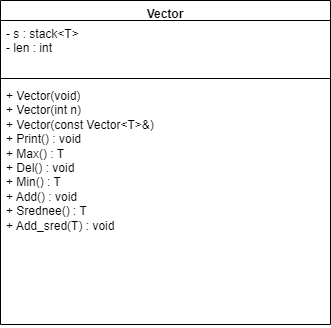 Vector
- s : stack<T>
- len : int
+ Vector(void)
+ Vector(int n)
+ Vector(const Vector<T>&)
+ Print() : void
+ Max() : T
+ Del() : void
+ Min() : T
+ Add() : void
+ Srednee() : T
+ Add_sred(T) : void